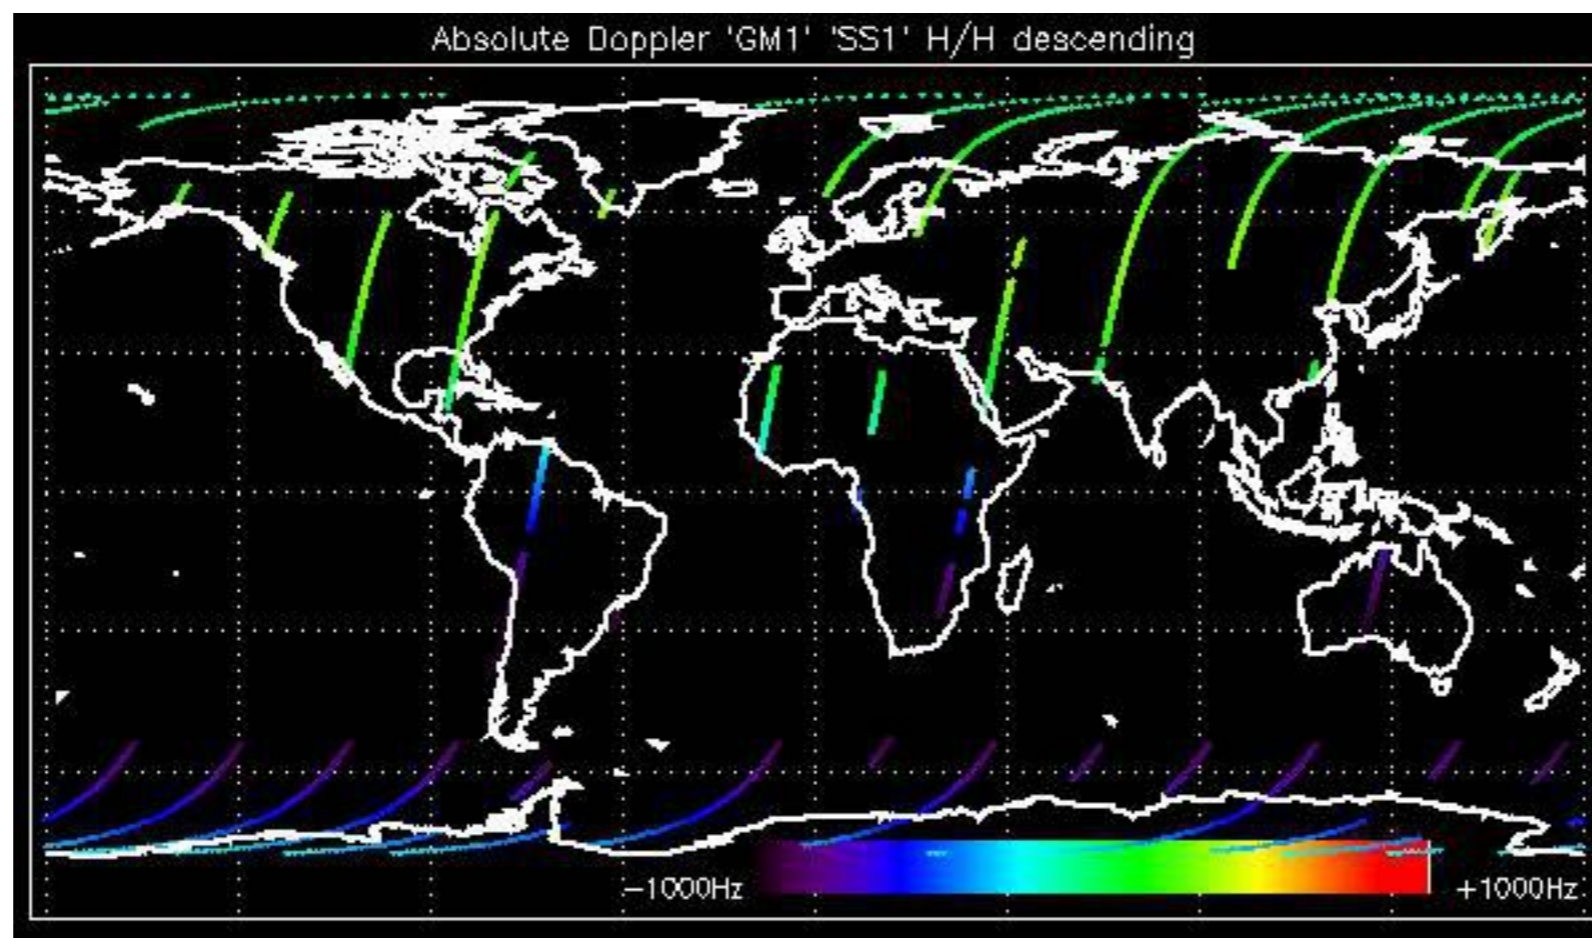 Absolute Doppler 'GM1' 'SS1' H/H descending
-1000Hz +1000Hz